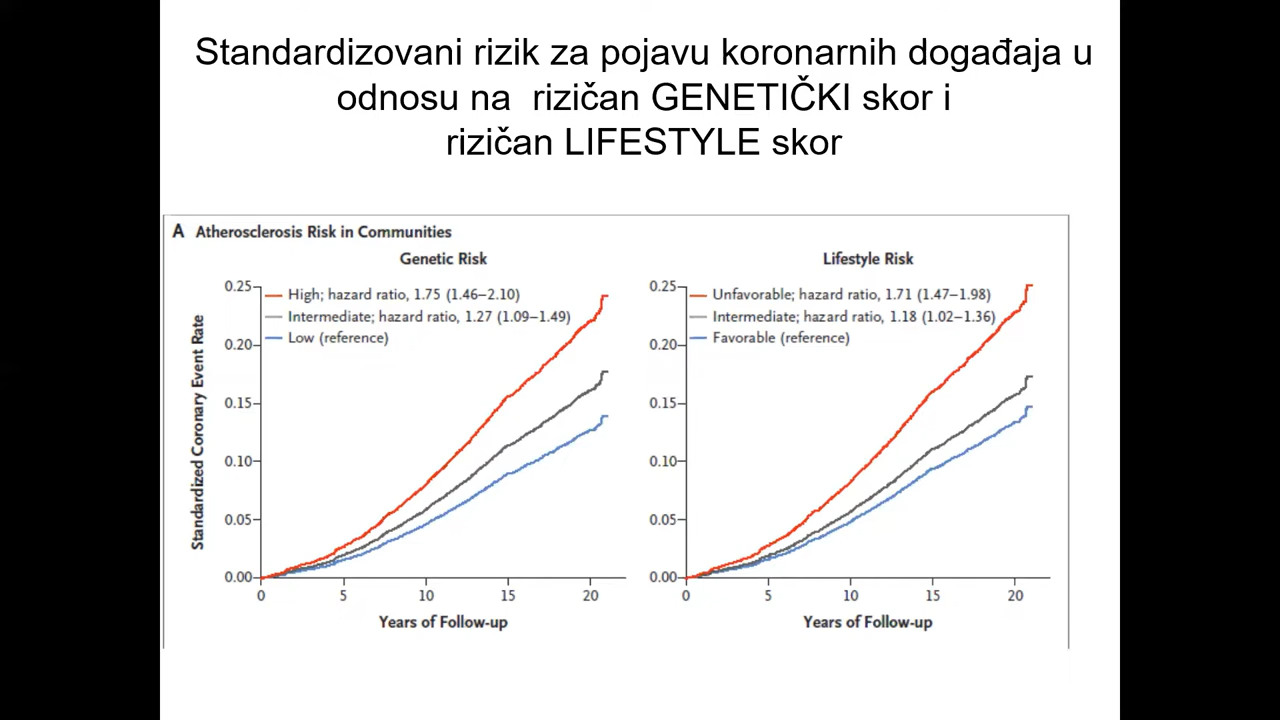 Standardizovani rizik za pojavu koronarnih događaja u
odnosu na  rizičan GENETIČKI skor i
rizičan LIFESTYLE skor
A Atherosclerosis Risk in Communities
Genetic Risk
High; hazard ratio, 1.75 (1.46–2.10)
Intermediate; hazard ratio, 1.27 (1.09–1.49)
Low (reference)
Standardized Coronary Event Rate
0.25
0.20
0.15
0.10
0.05
0.00
0 5 10 15 20
Years of Follow-up
Lifestyle Risk
Unfavorable; hazard ratio, 1.71 (1.47–1.98)
Intermediate; hazard ratio, 1.18 (1.02–1.36)
Favorable (reference)
0.25
0.20
0.15
0.10
0.05
0.00
0 5 10 15 20
Years of Follow-up